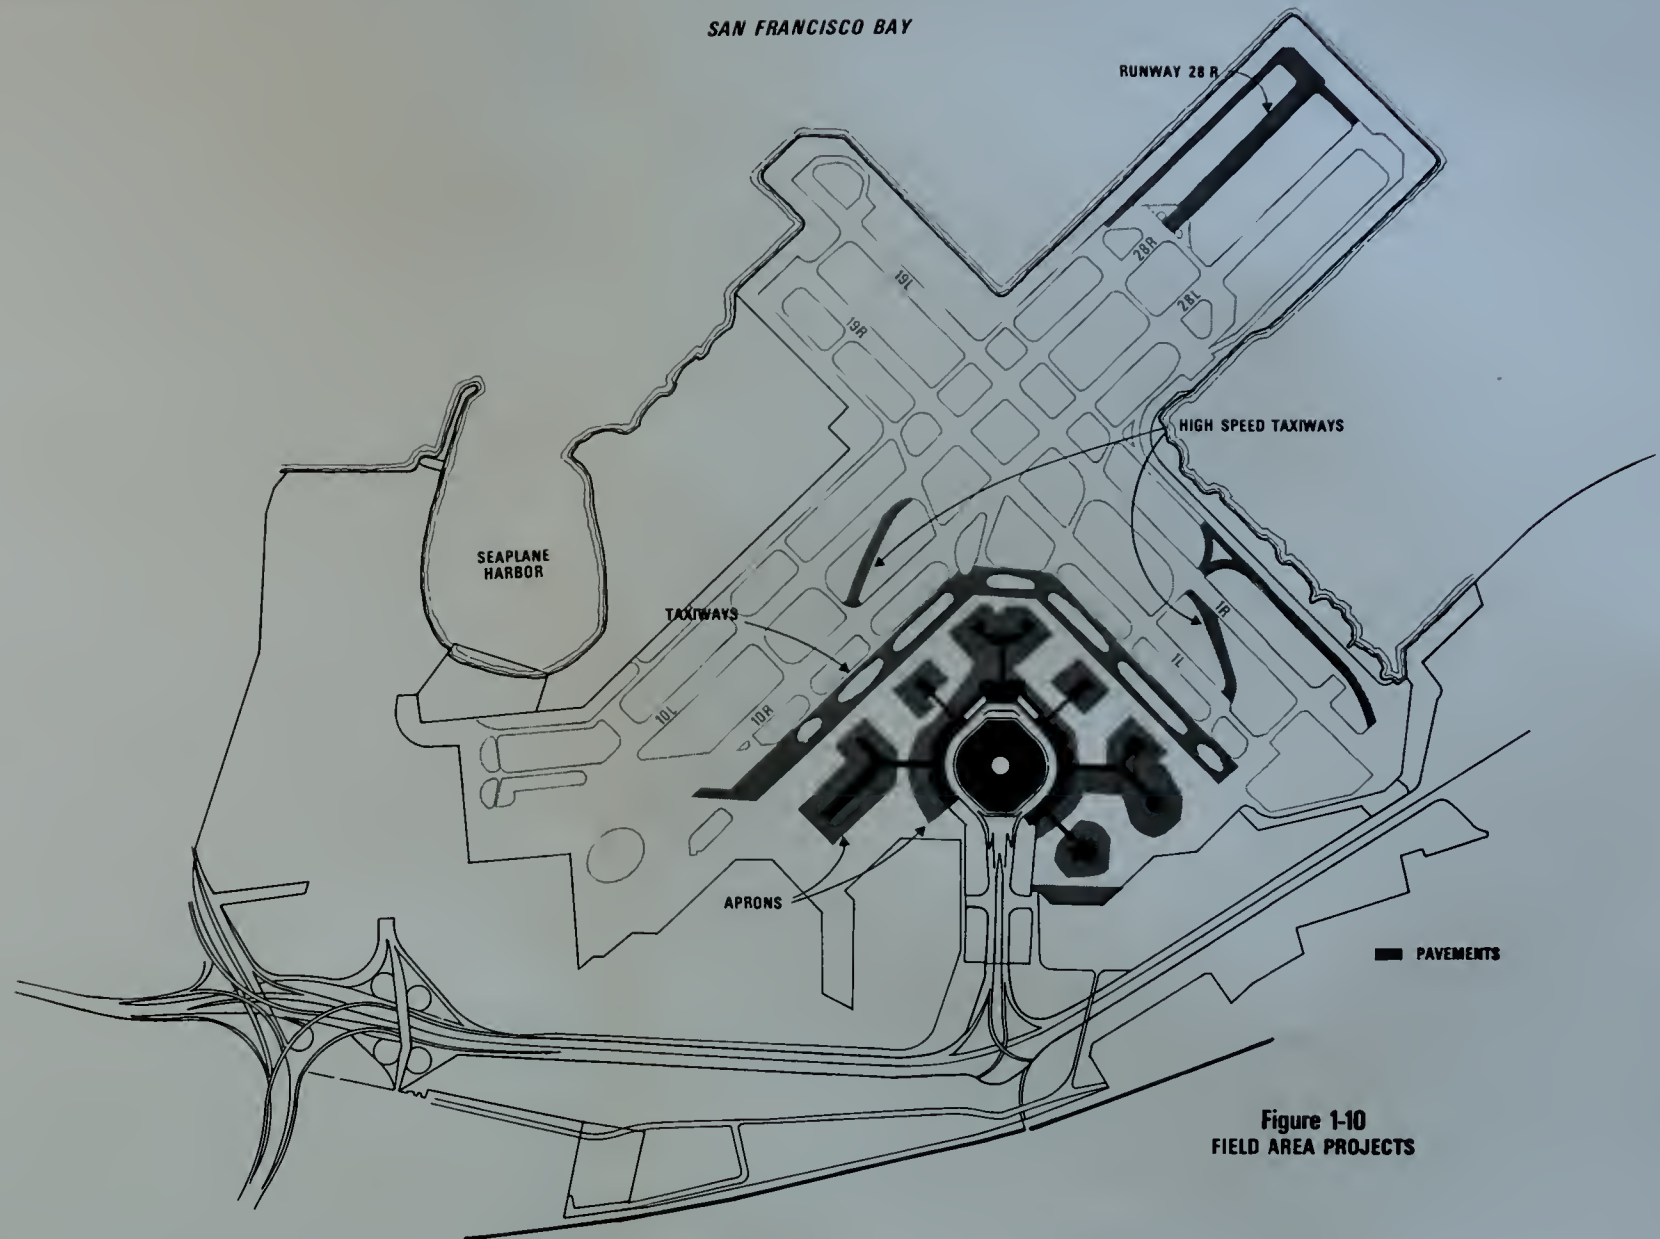 SAN FRANCISCO BAY
RUNWAY 28 R
28R
19L
28L
19R
HIGH SPEED TAXIWAYS
SEAPLANE
HARBOR
TAXIWAYS
1R
1L
10L
10R
APRONS
PAVEMENTS
Figure 1-10
FIELD AREA PROJECTS